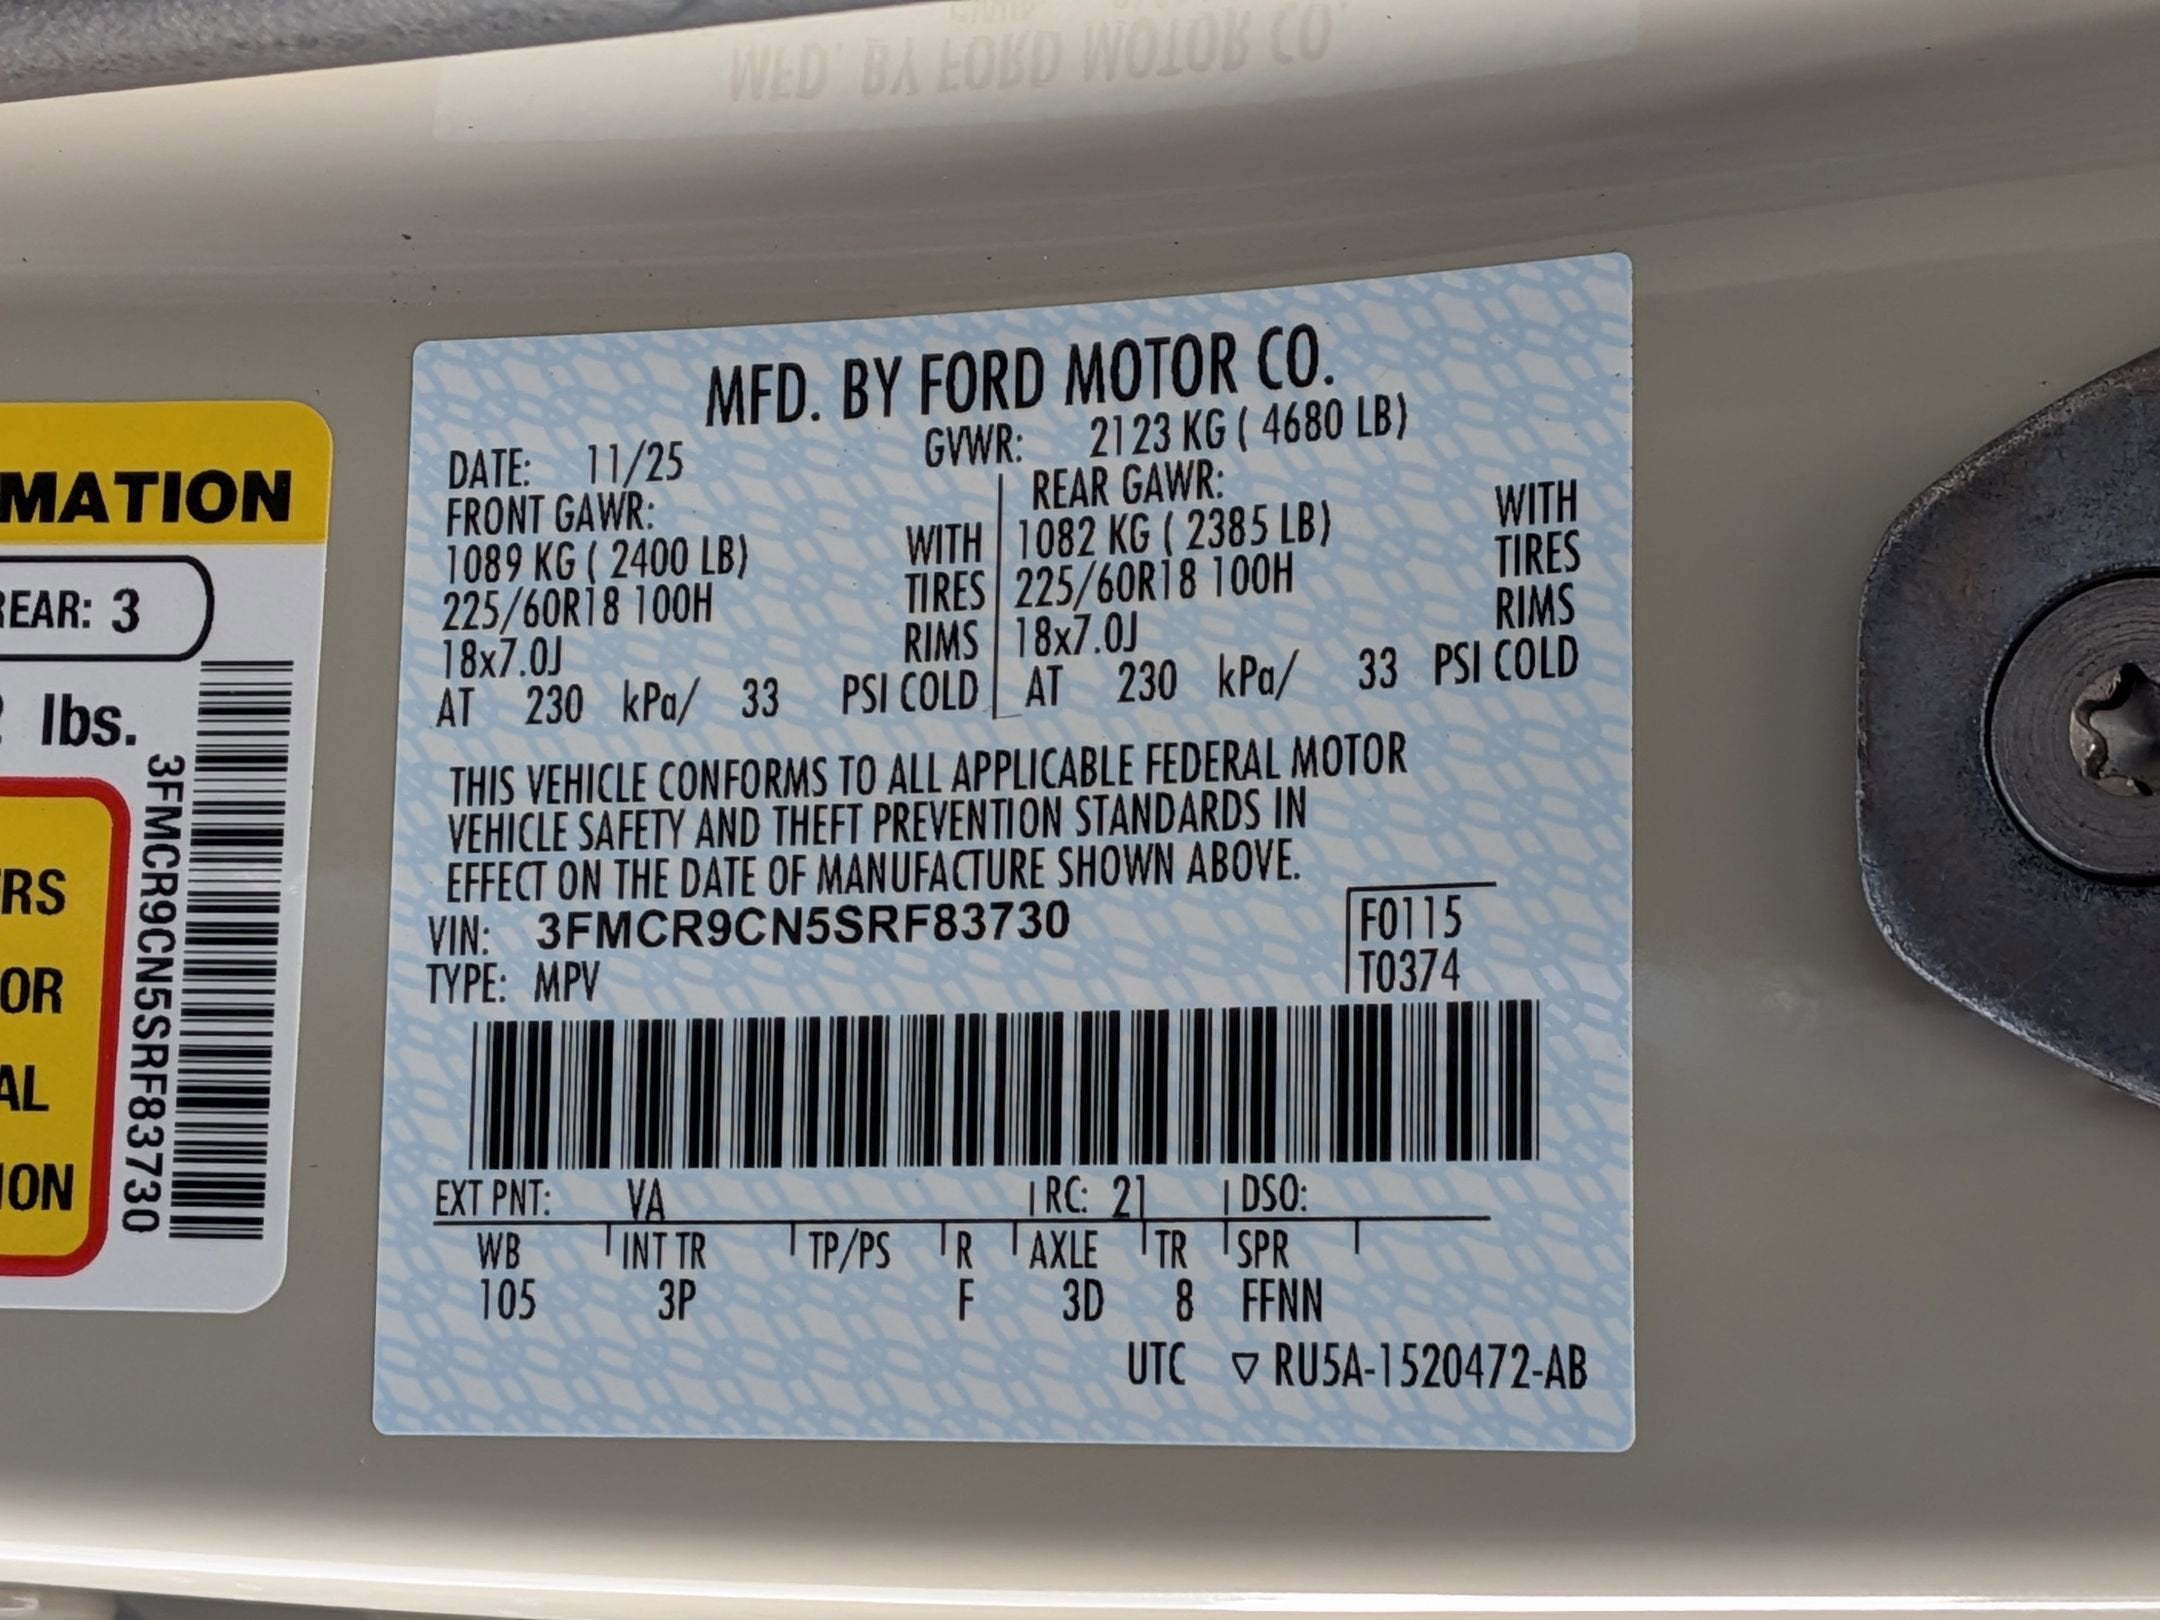 MFD. BY FORD MOTOR CO.
MATION
REAR: 3
lbs.
3FMCR9CN5SRF83730
RS
OR
AL
ION
MFD. BY FORD MOTOR CO.
DATE: 11/25 GVWR: 2123 KG ( 4680 LB)
FRONT GAWR: REAR GAWR:
1089 KG ( 2400 LB) WITH 1082 KG ( 2385 LB) WITH
225/60R18 100H TIRES 225/60R18 100H TIRES
18x7.0J RIMS 18x7.0J RIMS
AT 230 kPa/ 33 PSI COLD AT 230 kPa/ 33 PSI COLD
THIS VEHICLE CONFORMS TO ALL APPLICABLE FEDERAL MOTOR
VEHICLE SAFETY AND THEFT PREVENTION STANDARDS IN
EFFECT ON THE DATE OF MANUFACTURE SHOWN ABOVE.
VIN: 3FMCR9CN5SRF83730 F0115
TYPE: MPV T0374
EXT PNT: VA RC: 21 DSO:
WB INT TR TP/PS R AXLE TR SPR
105 3P F 3D 8 FFNN
UTC ▽ RU5A-1520472-AB